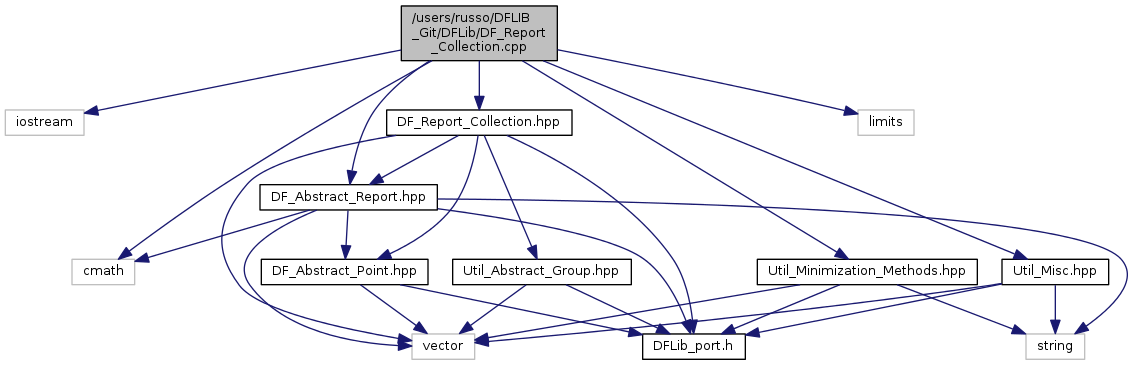 /users/russo/DFLIB
_Git/DFLib/DF_Report
_Collection.cpp
iostream
DF_Report_Collection.hpp
limits
DF_Abstract_Report.hpp
cmath
DF_Abstract_Point.hpp
Util_Abstract_Group.hpp
Util_Minimization_Methods.hpp
Util_Misc.hpp
vector
DFLib_port.h
string